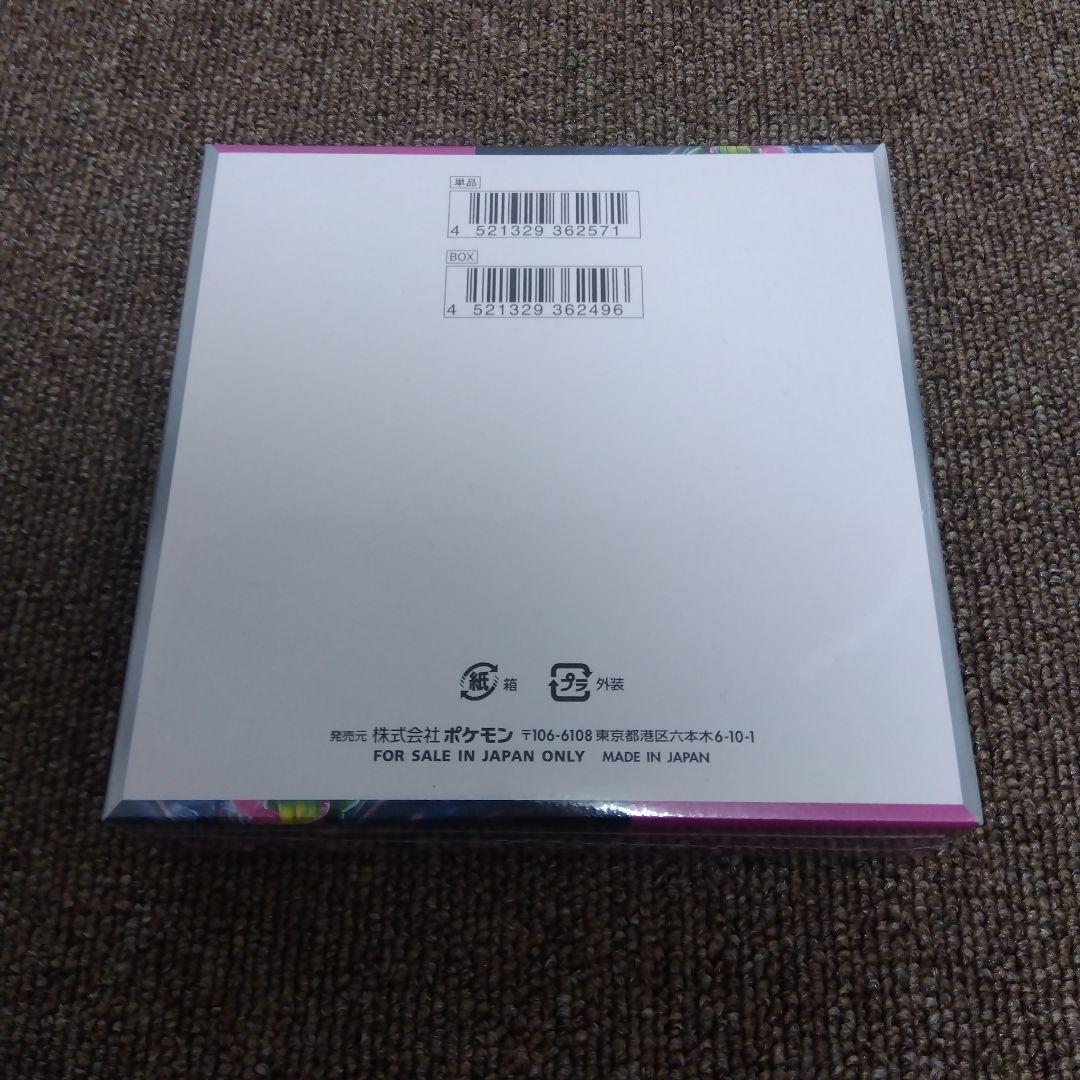 単品
4 521329 362571
BOX
4 521329 362496
紙 箱 プラ 外装
発売元 株式会社 ポケモン 〒106-6108 東京都港区六本木6-10-1
FOR SALE IN JAPAN ONLY MADE IN JAPAN